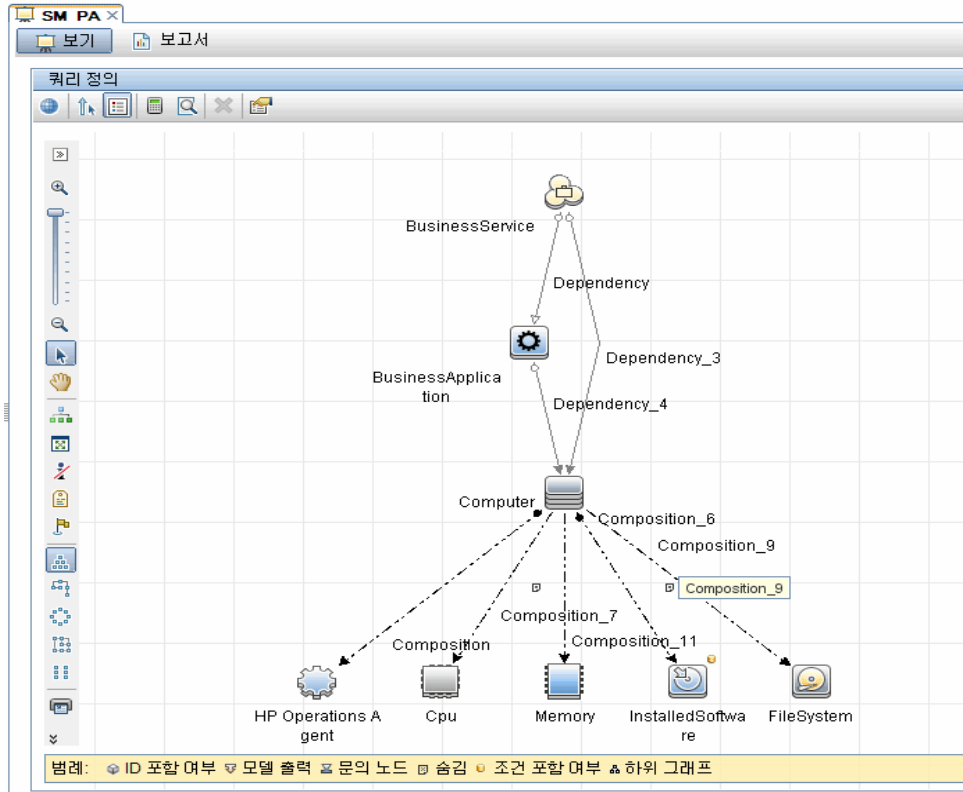 SM_PA
보기 보고서
쿼리 정의
BusinessService
Dependency
Dependency_3
BusinessApplica
tion
Dependency_4
Computer
Composition_6
Composition_9
Composition_9
Composition_7
Composition
Composition_11
HP Operations A
gent
Cpu
Memory
InstalledSoftwa
re
FileSystem
범례: ID 포함 여부 모델 출력 문의 노드 숨김 조건 포함 여부 하위 그래프